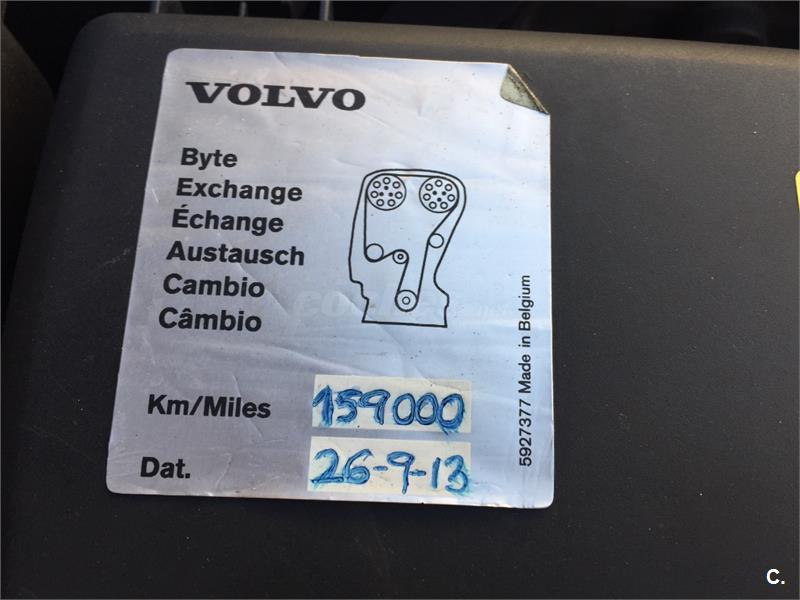 VOLVO
Byte
Exchange
Échange
Austausch
Cambio
Câmbio
Km/Miles 159000
Dat. 26-9-13
5927377 Made in Belgium
C.